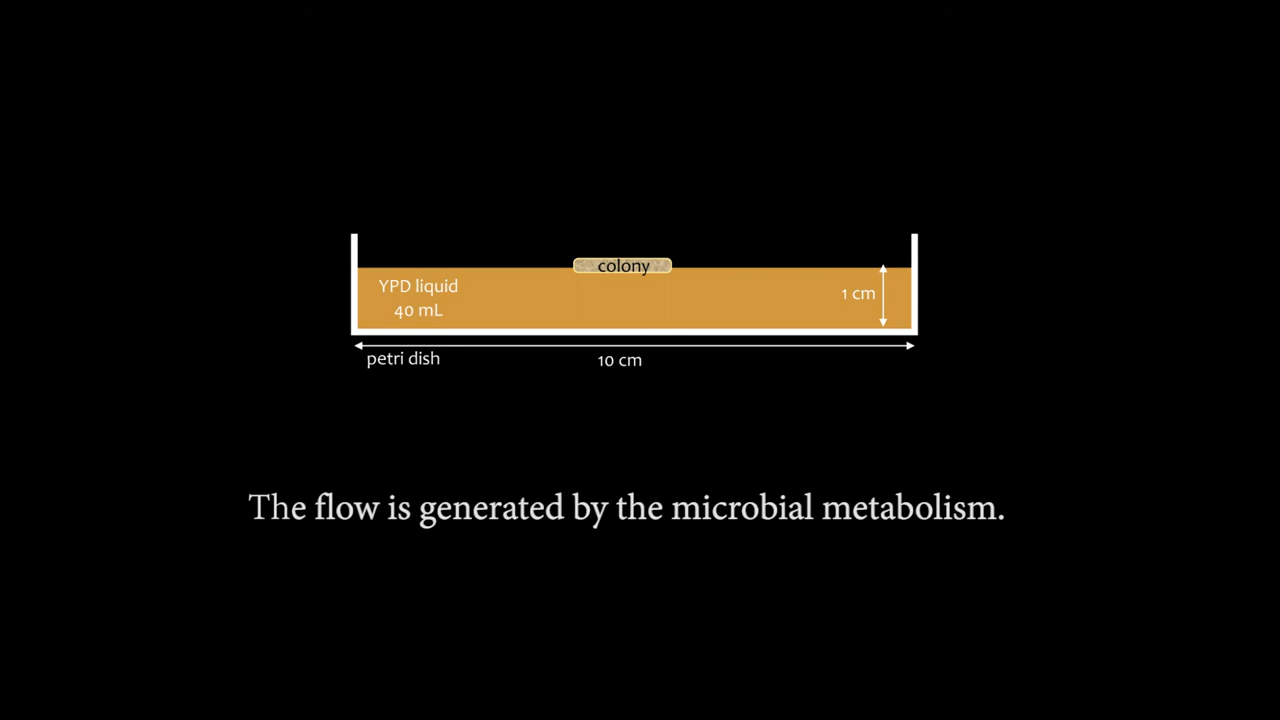 colony
YPD liquid
40 mL
1 cm
petri dish
10 cm
The flow is generated by the microbial metabolism.